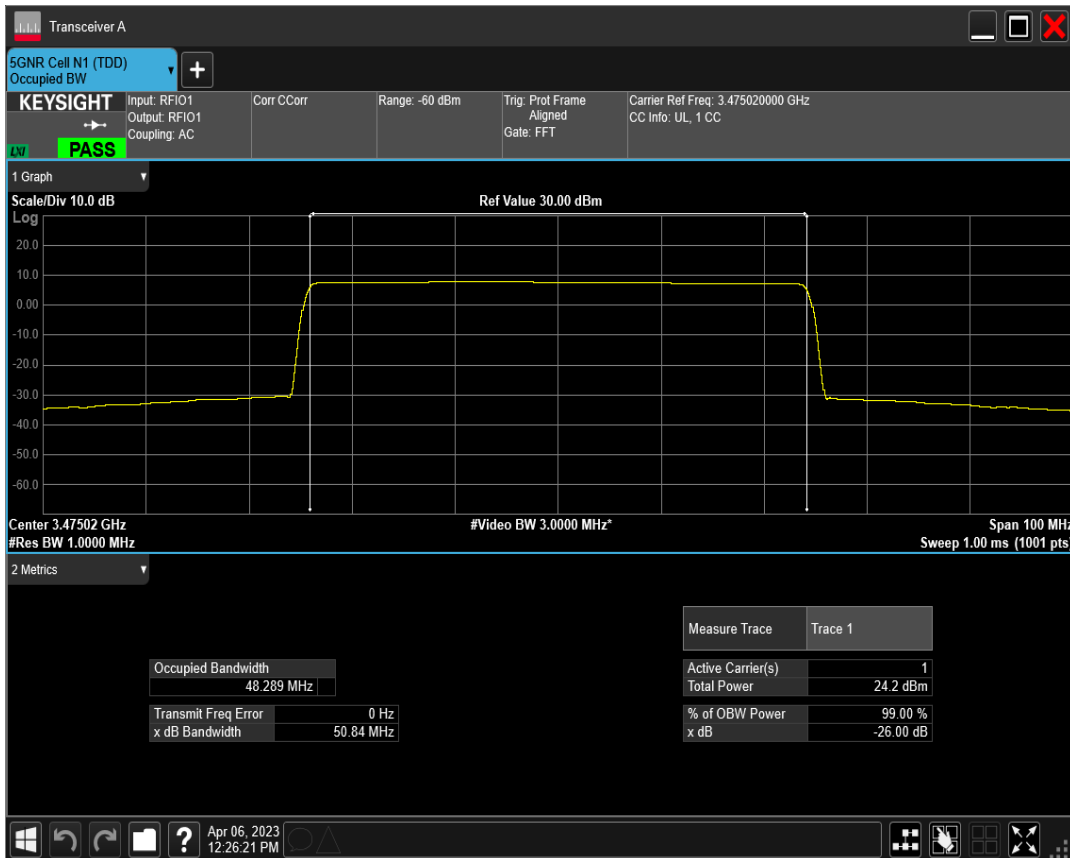 Transceiver A
5GNR Cell N1 (TDD)
Occupied BW
+
KEYSIGHT
LXI
PASS
Input: RFIO1
Output: RFIO1
Coupling: AC
Corr CCorr
Range: -60 dBm
Trig: Prot Frame
Aligned
Gate: FFT
Carrier Ref Freq: 3.475020000 GHz
CC Info: UL, 1 CC
1 Graph
Scale/Div 10.0 dB
Ref Value 30.00 dBm
Log
20.0
10.0
0.00
-10.0
-20.0
-30.0
-40.0
-50.0
-60.0
Center 3.47502 GHz
#Video BW 3.0000 MHz*
Span 100 MHz
#Res BW 1.0000 MHz
Sweep 1.00 ms (1001 pts)
2 Metrics
Measure Trace Trace 1
Occupied Bandwidth
48.289 MHz
Active Carrier(s) 1
Total Power 24.2 dBm
Transmit Freq Error 0 Hz
x dB Bandwidth 50.84 MHz
% of OBW Power 99.00 %
x dB -26.00 dB
?
Apr 06, 2023
12:26:21 PM